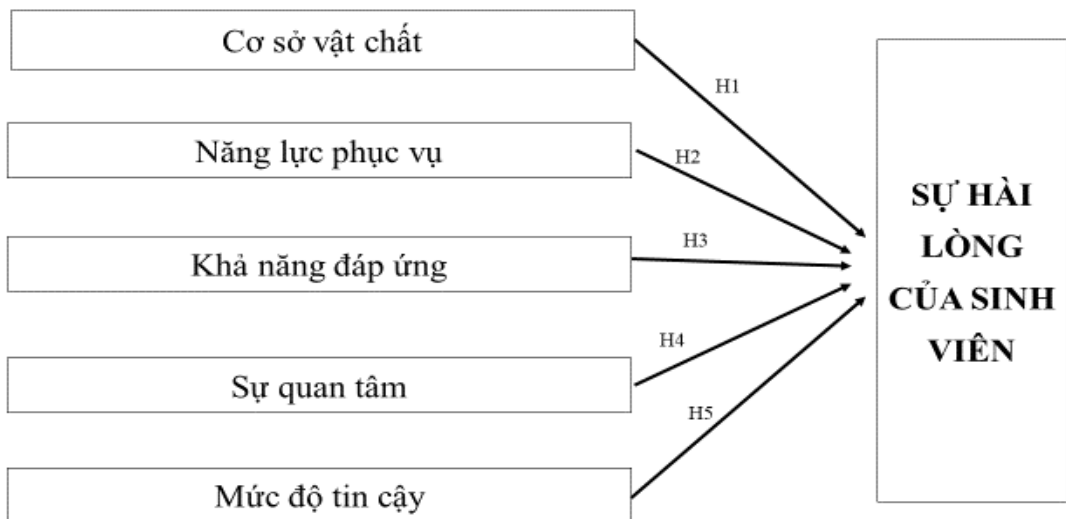 Cơ sở vật chất
H1
Năng lực phục vụ
H2
Khả năng đáp ứng
H3
Sự quan tâm
H4
Mức độ tin cậy
H5
SỰ HÀI
LÒNG
CỦA SINH
VIÊN